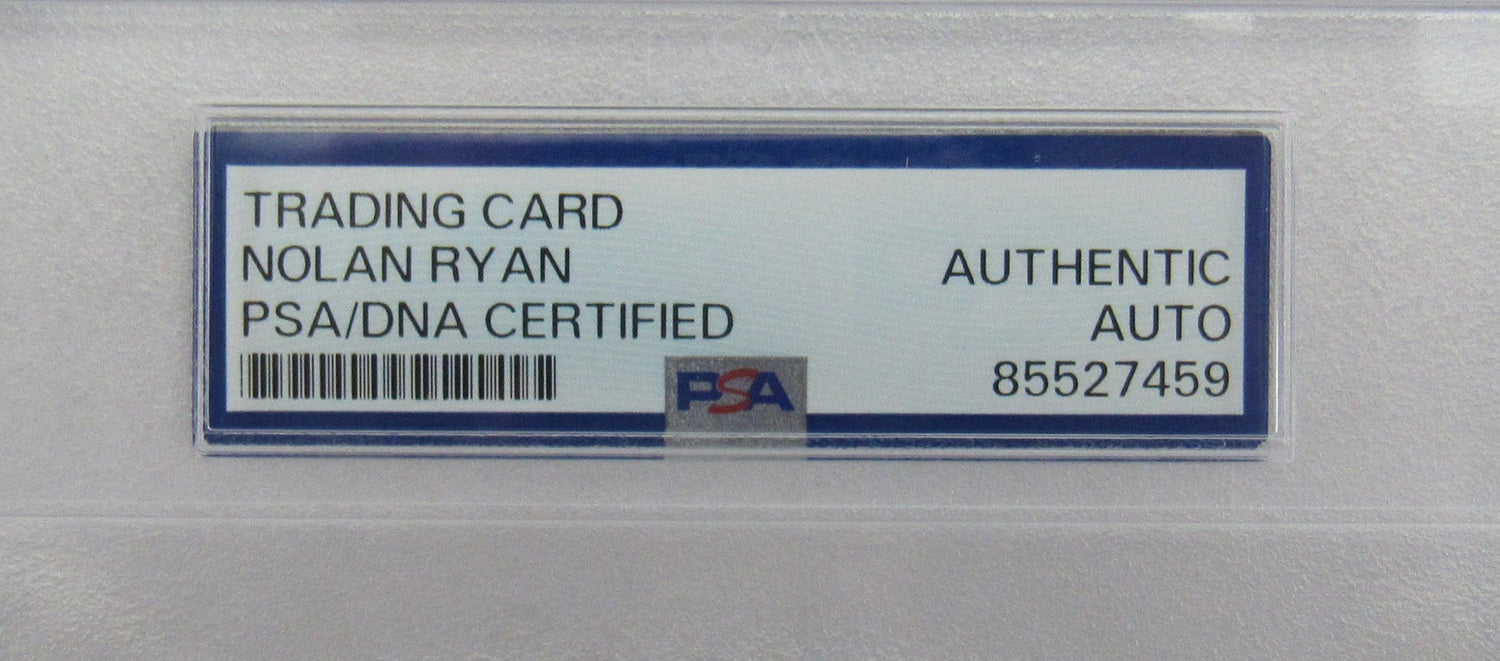 TRADING CARD
NOLAN RYAN
PSA/DNA CERTIFIED
AUTHENTIC
AUTO
85527459
PSA